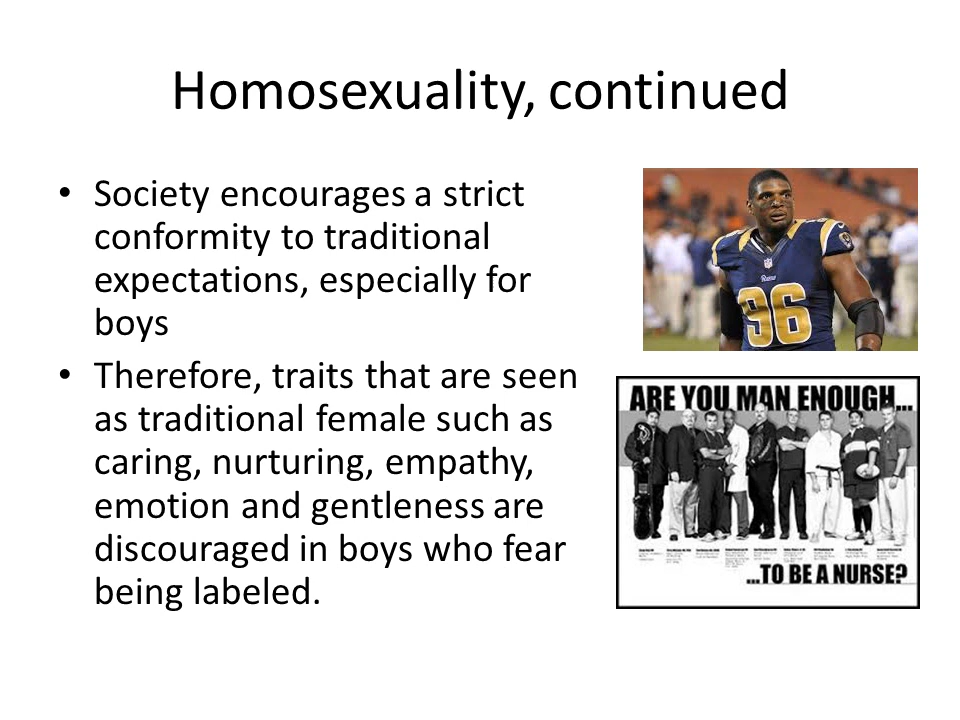 Homosexuality, continued
• Society encourages a strict
conformity to traditional
expectations, especially for
boys
• Therefore, traits that are seen
as traditional female such as
caring, nurturing, empathy,
emotion and gentleness are
discouraged in boys who fear
being labeled.
Rams
96
ARE YOU MAN ENOUGH...
...TO BE A NURSE?